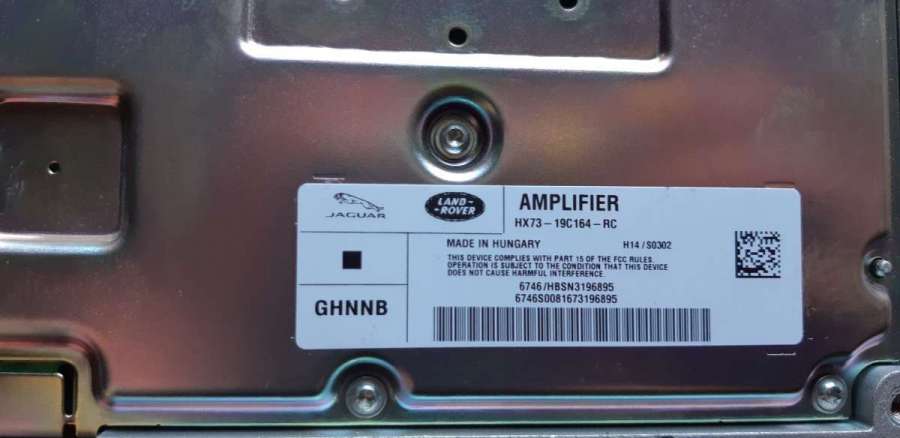 JAGUAR
LAND-
-ROVER
AMPLIFIER
HX73-19C164-RC
MADE IN HUNGARY H14/S0302
THIS DEVICE COMPLIES WITH PART 15 OF THE FCC RULES.
OPERATION IS SUBJECT TO THE CONDITION THAT THIS DEVICE
DOES NOT CAUSE HARMFUL INTERFERENCE.
GHNNB
6746/HBSN3196895
6746S0081673196895